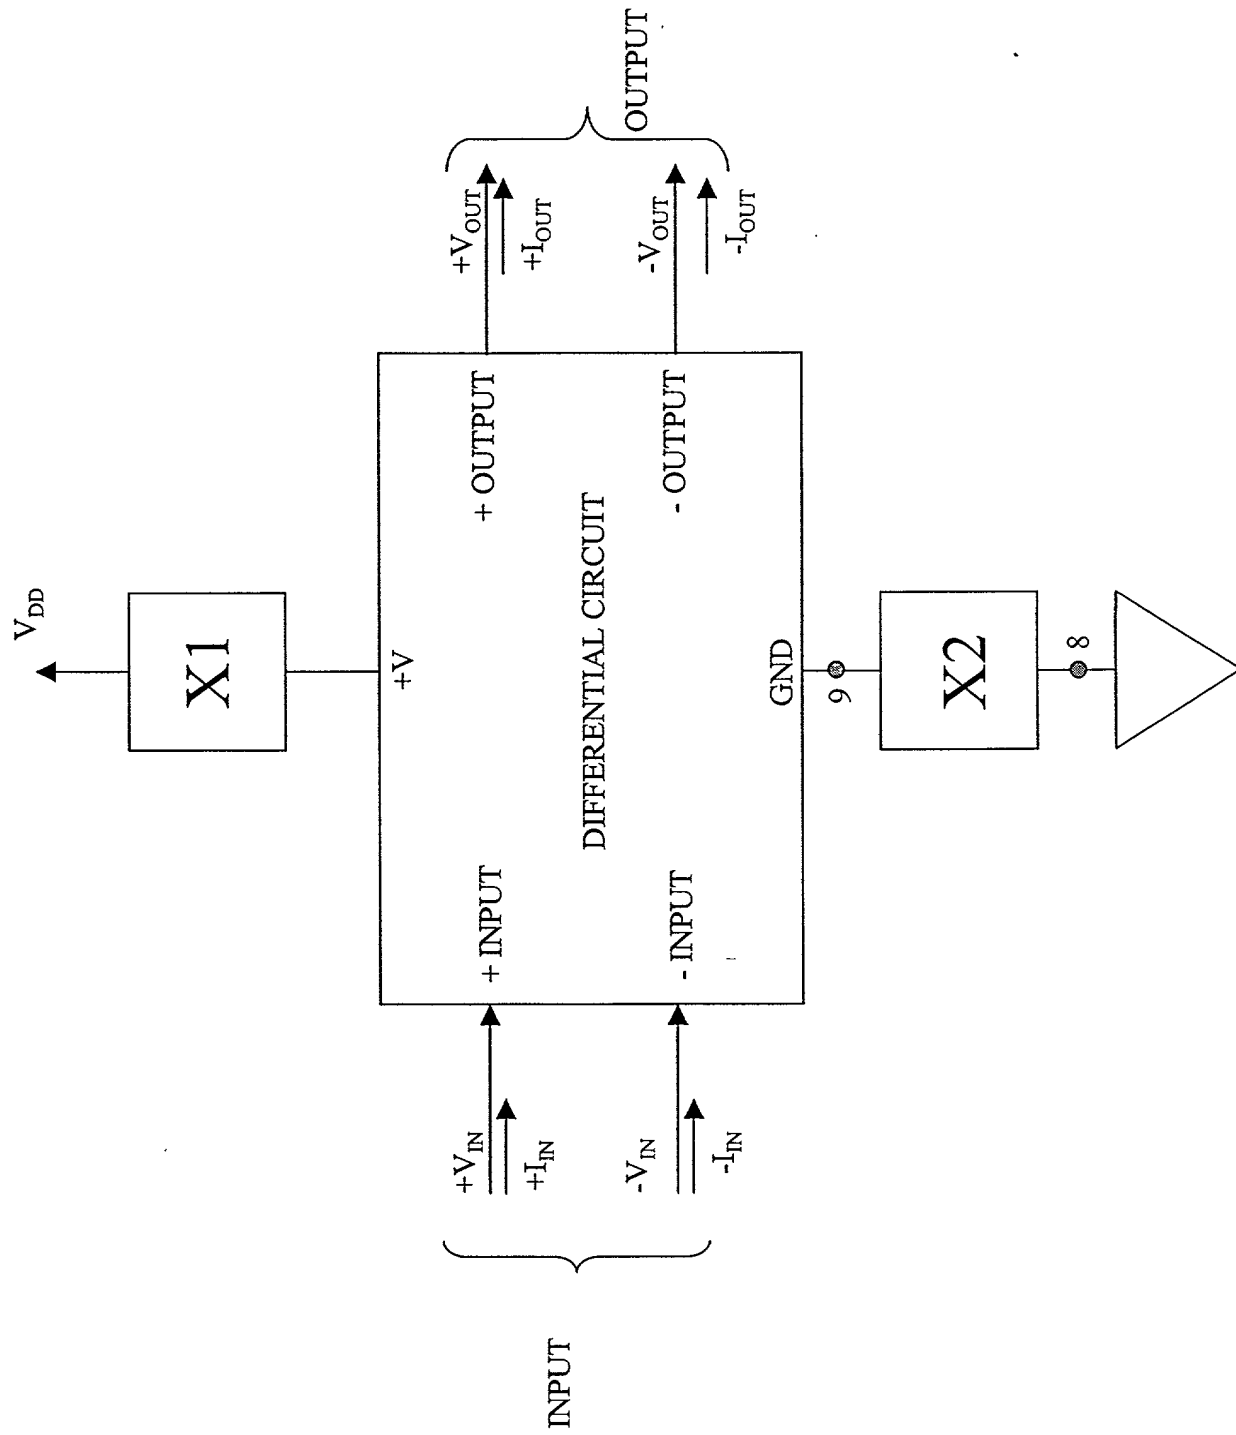 V_DD
X1
+V
+V_IN
+ INPUT
+ OUTPUT
+V_OUT
+I_IN
+I_OUT
INPUT
DIFFERENTIAL CIRCUIT
OUTPUT
-V_IN
- INPUT
- OUTPUT
-V_OUT
-I_IN
-I_OUT
GND
9
X2
8